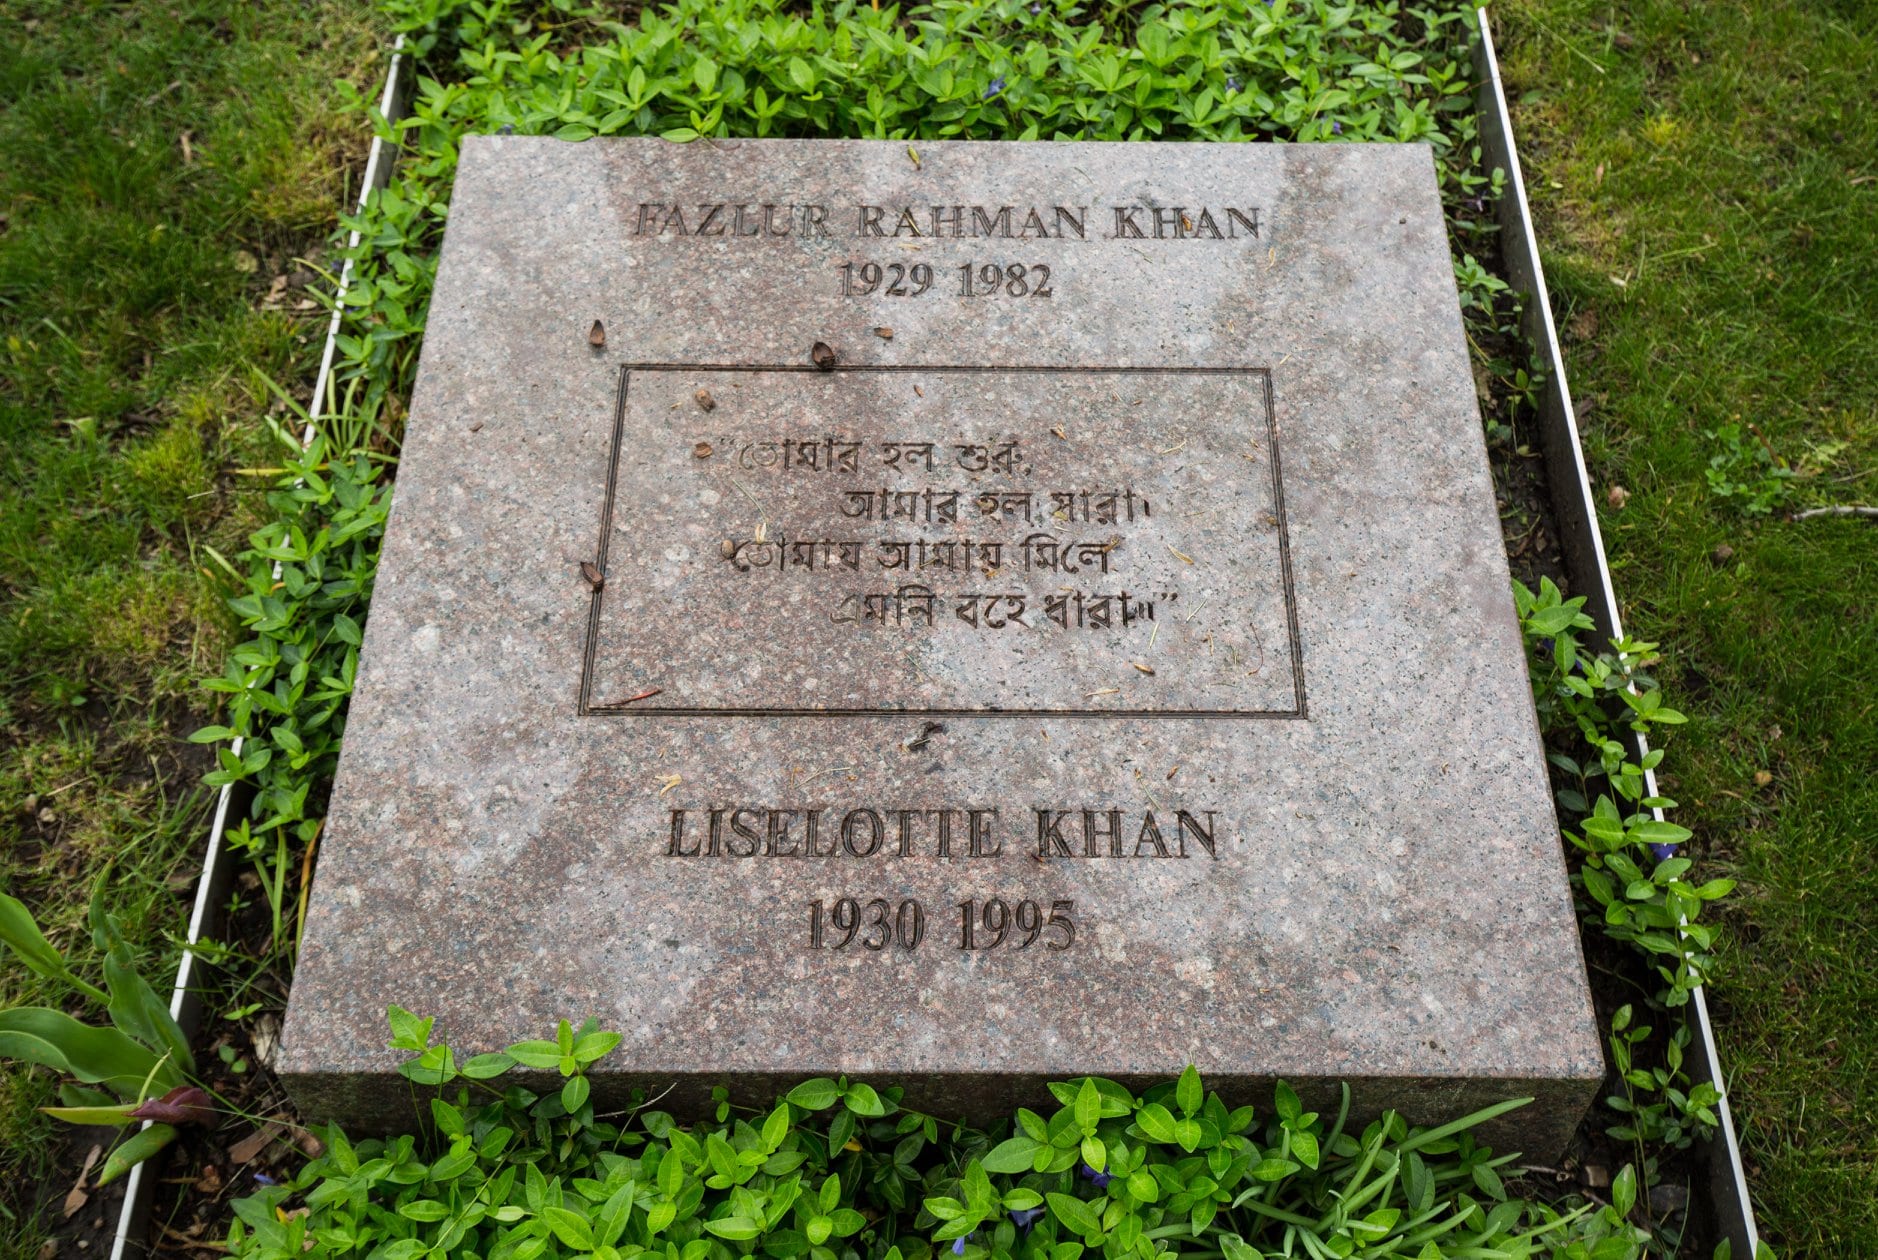 FAZLUR RAHMAN KHAN
1929 1982
“তোমার হল শুরু,
আমার হল সারা।
তোমায় আমায় মিলে
এমনি বহে ধারা॥”
LISELOTTE KHAN
1930 1995